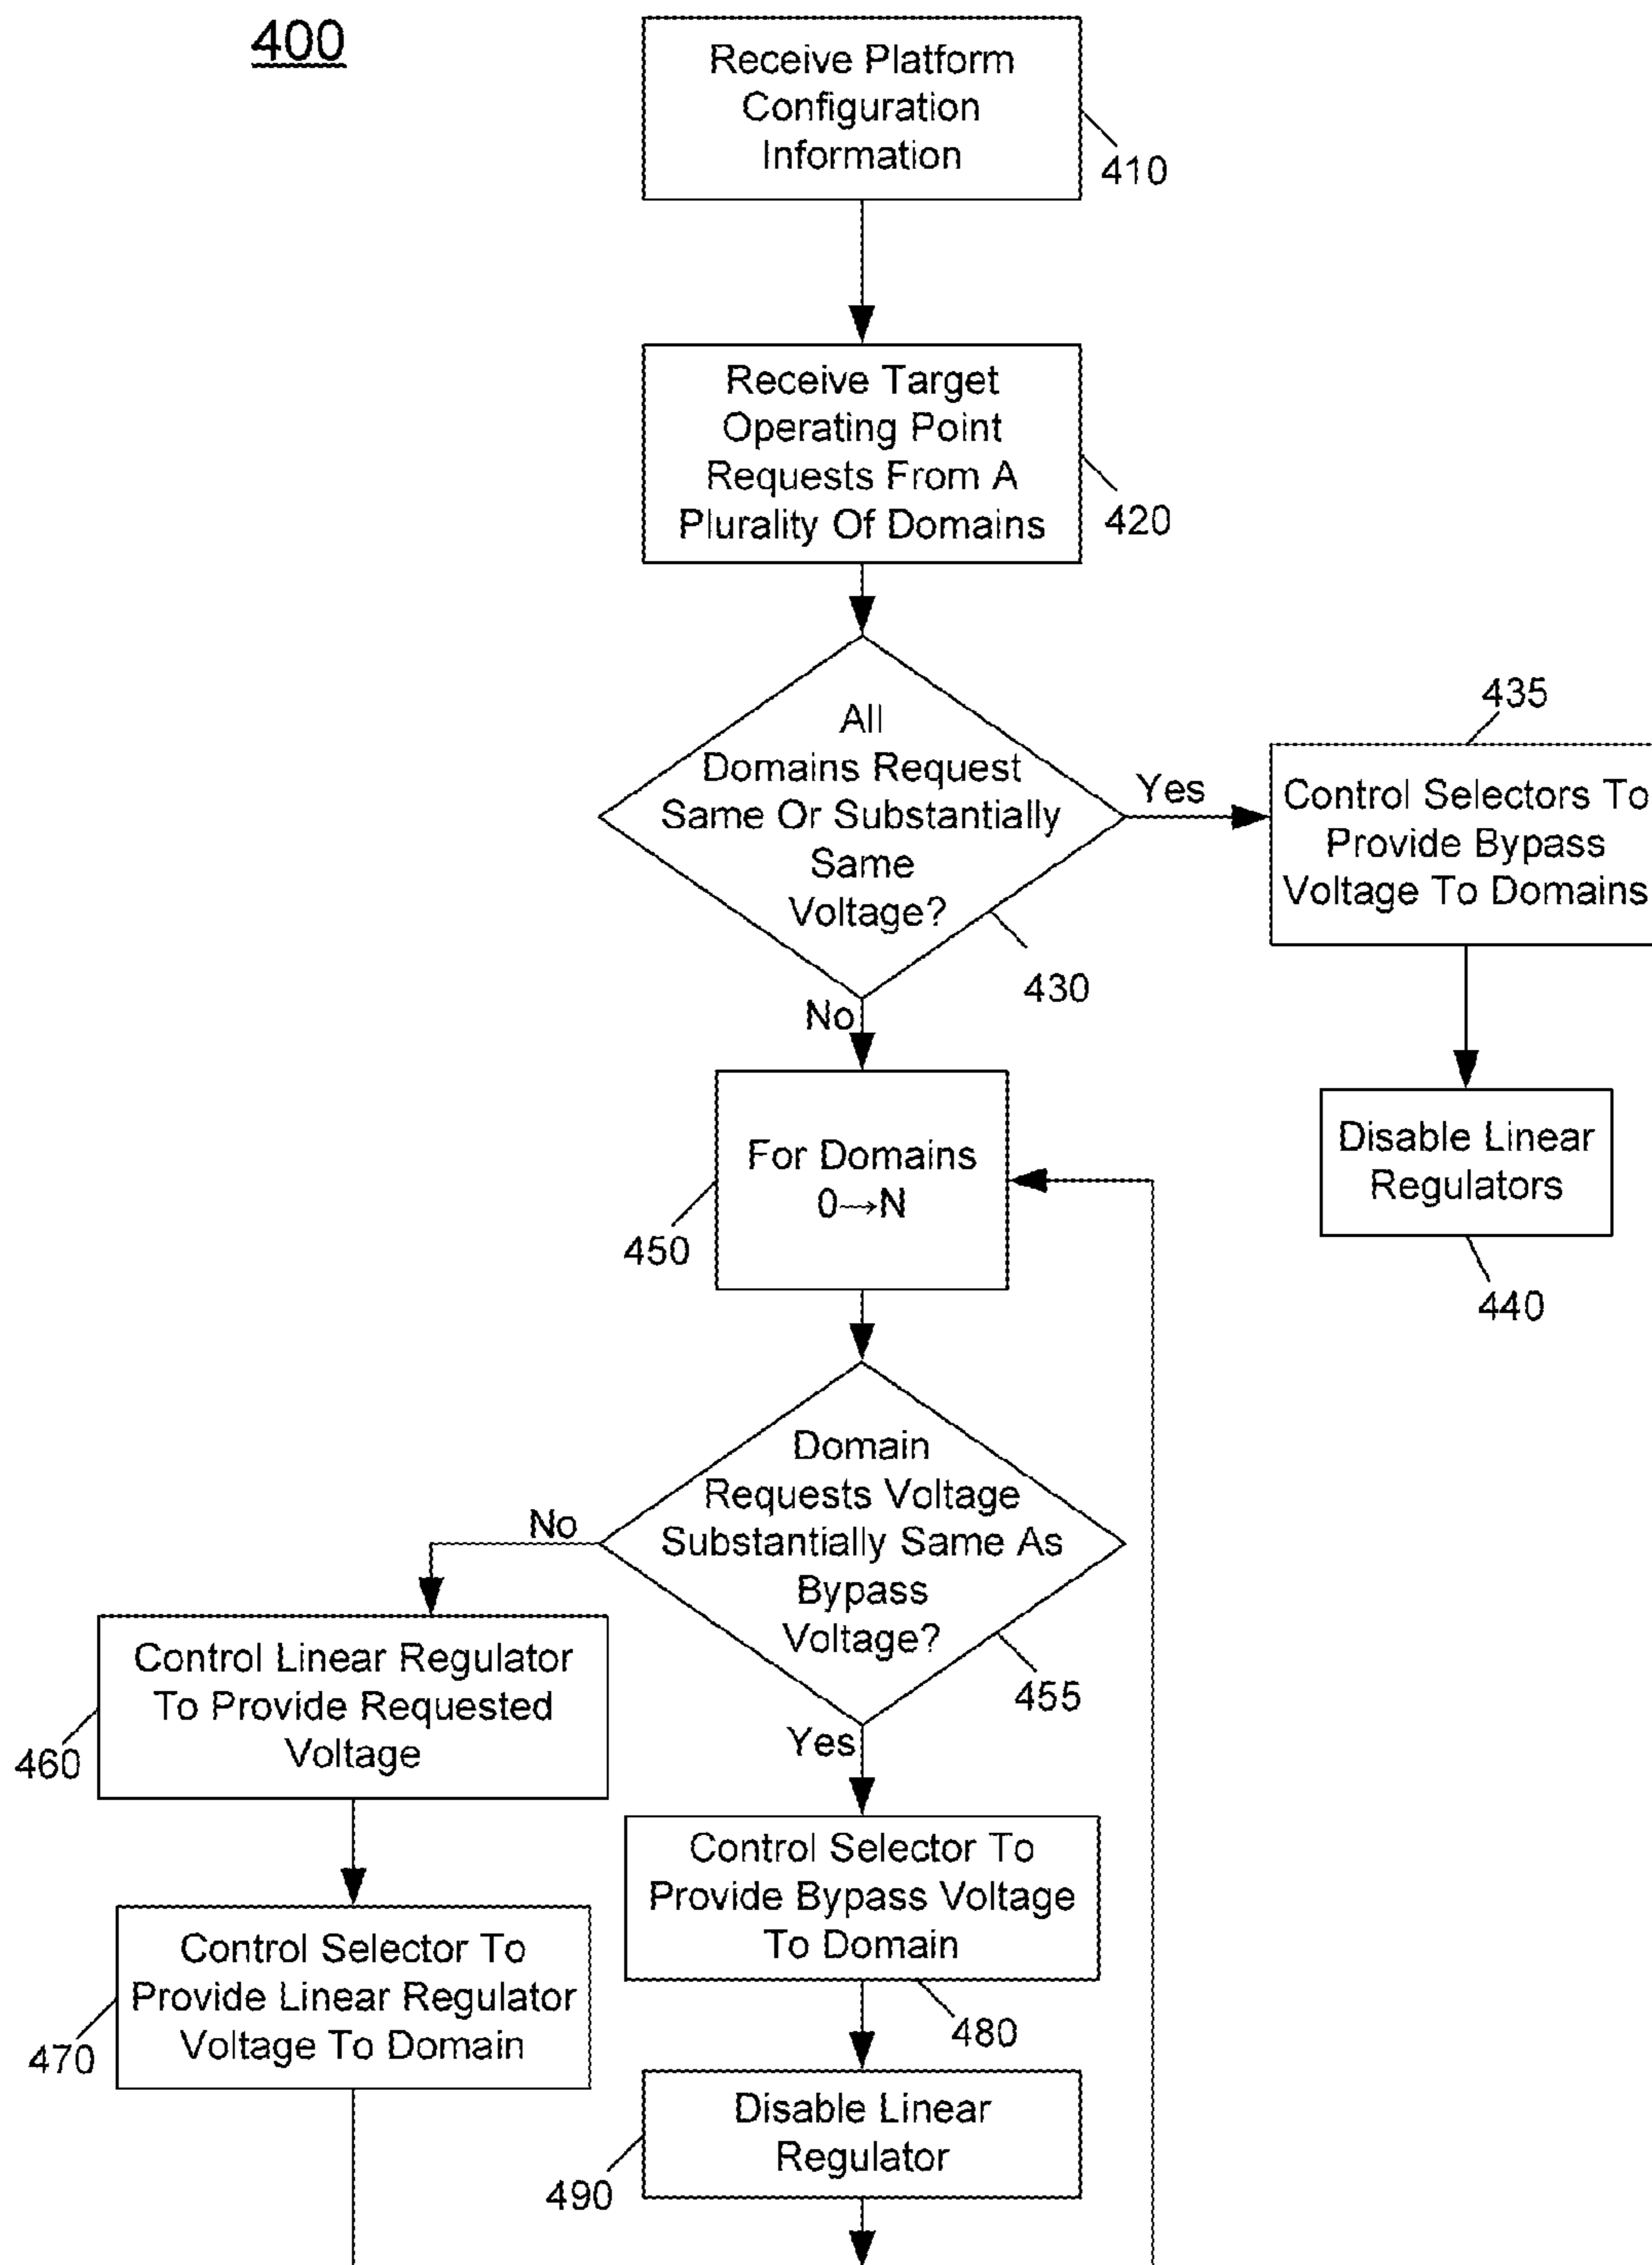 400
Receive Platform
Configuration
Information
410
Receive Target
Operating Point
Requests From A
Plurality Of Domains
420
All
Domains Request
Same Or Substantially
Same
Voltage?
430
Yes
435
Control Selectors To
Provide Bypass
Voltage To Domains
Disable Linear
Regulators
440
No
For Domains
0→N
450
Domain
Requests Voltage
Substantially Same As
Bypass
Voltage?
455
No
Control Linear Regulator
To Provide Requested
Voltage
460
Control Selector To
Provide Linear Regulator
Voltage To Domain
470
Yes
Control Selector To
Provide Bypass Voltage
To Domain
480
Disable Linear
Regulator
490